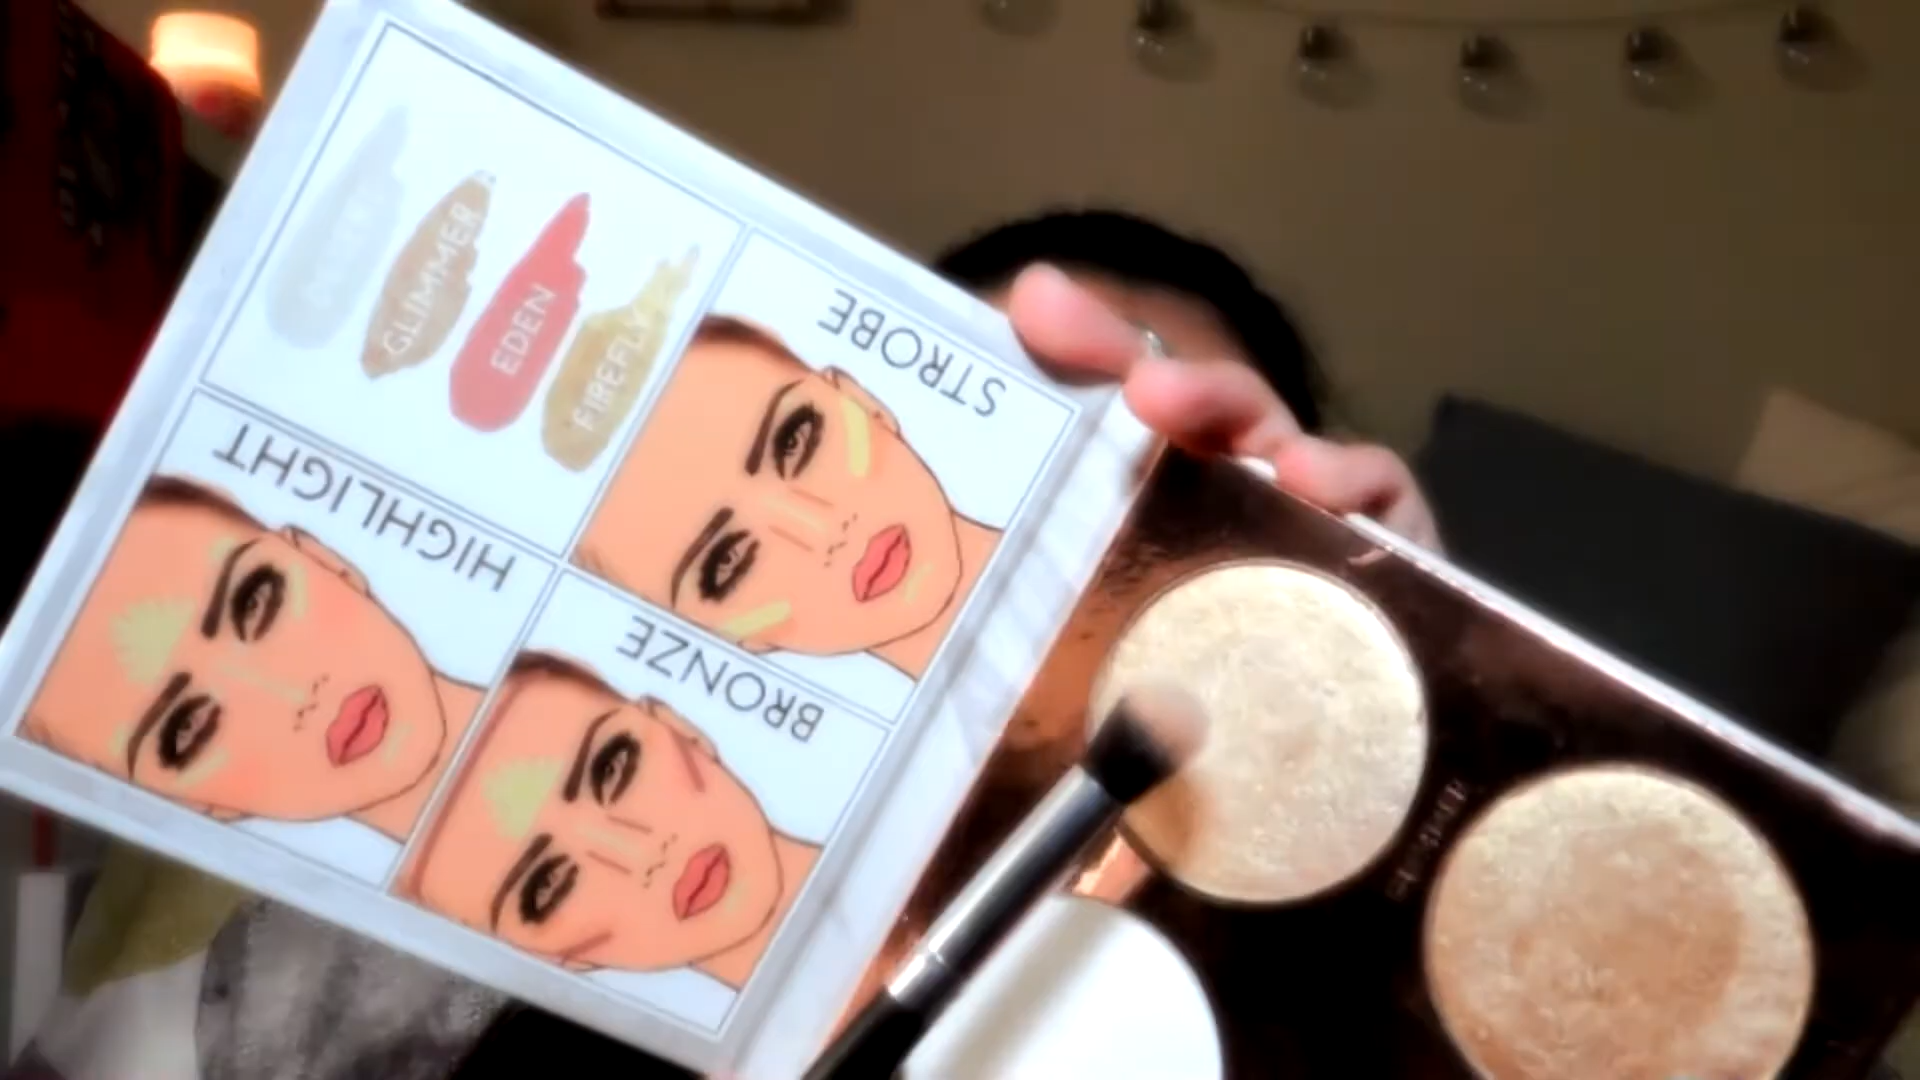 GLIMMER
EDEN
FIREFLY
STROBE
HIGHLIGHT
BRONZE